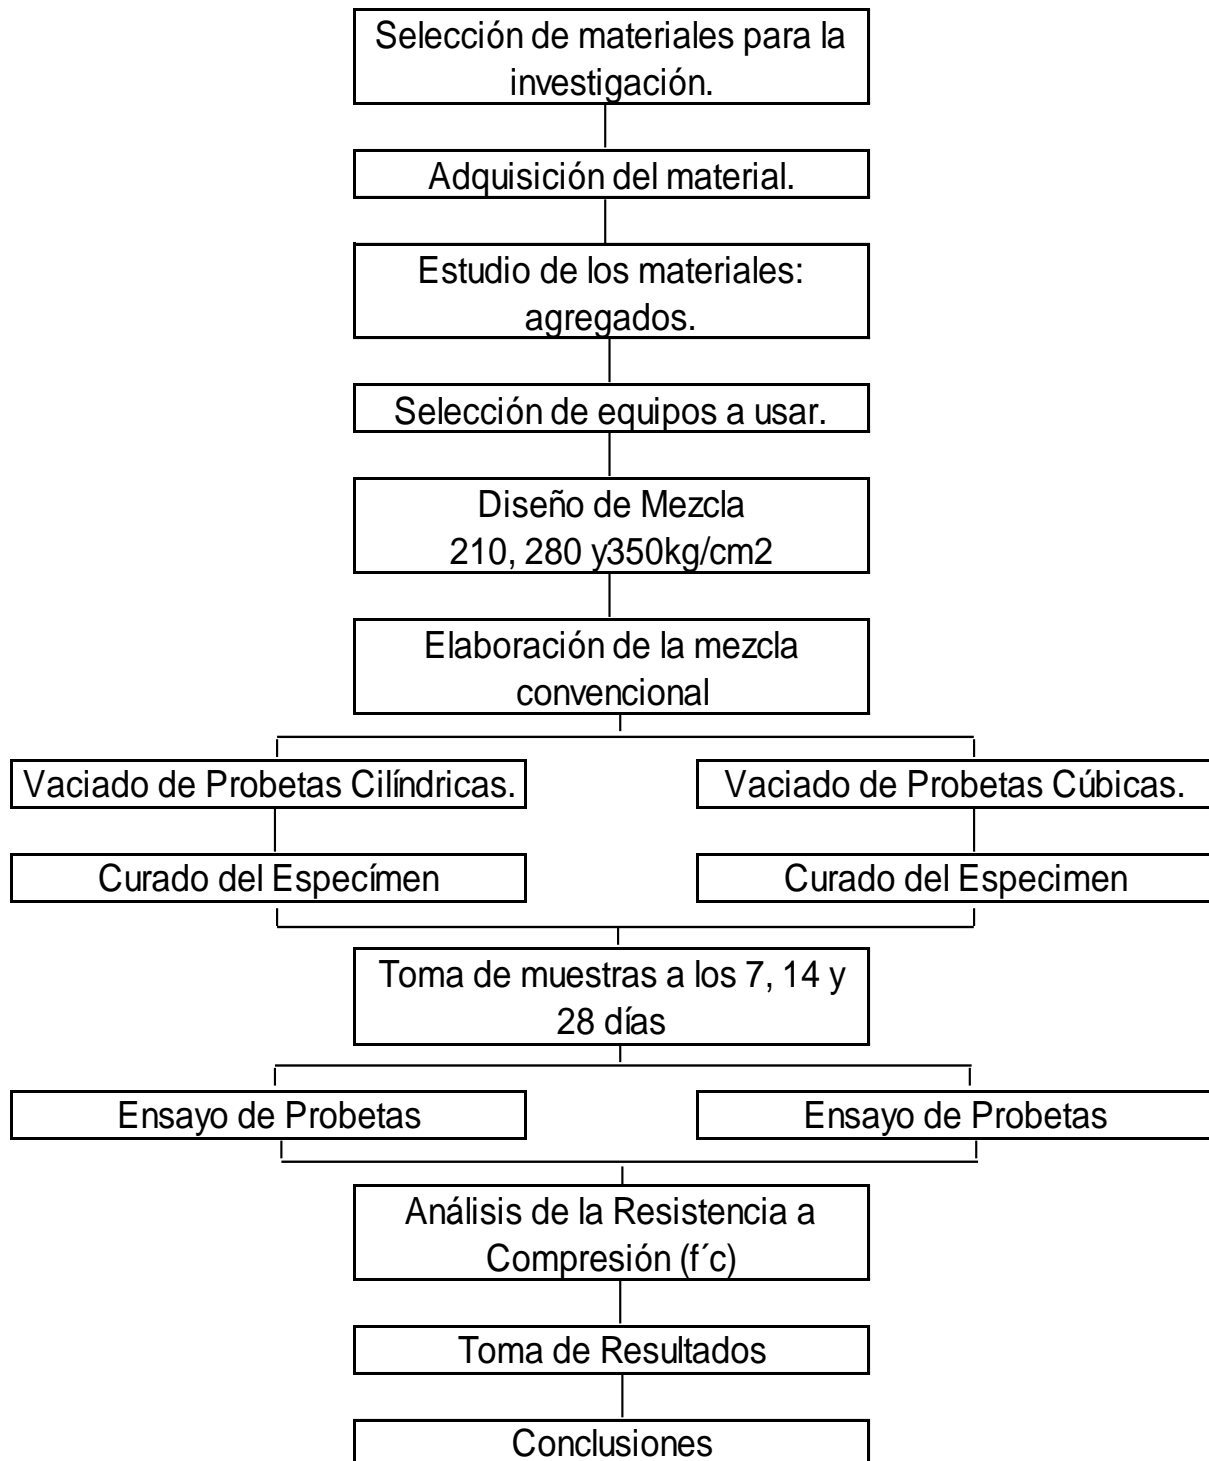 Selección de materiales para la
investigación.
Adquisición del material.
Estudio de los materiales:
agregados.
Selección de equipos a usar.
Diseño de Mezcla
210, 280 y350kg/cm2
Elaboración de la mezcla
convencional
Vaciado de Probetas Cilíndricas.
Vaciado de Probetas Cúbicas.
Curado del Especímen
Curado del Especimen
Toma de muestras a los 7, 14 y
28 días
Ensayo de Probetas
Ensayo de Probetas
Análisis de la Resistencia a
Compresión (f´c)
Toma de Resultados
Conclusiones